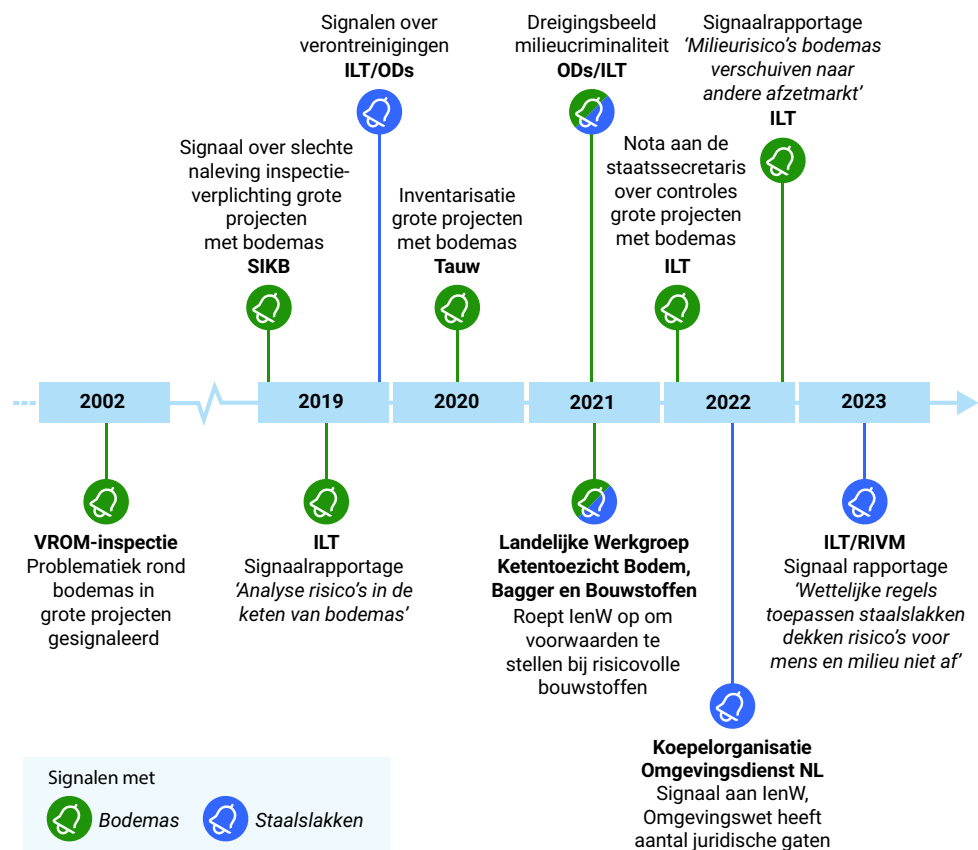 Signalen over
verontreinigingen
ILT/ODs
Dreigingsbeeld
milieucriminaliteit
ODs/ILT
Signaalrapportage
‘Milieurisico’s bodemas
verschuiven naar
andere afzetmarkt’
ILT
Signaal over slechte
naleving inspectie-
verplichting grote
projecten
met bodemas
SIKB
Inventarisatie
grote projecten
met bodemas
Tauw
Nota aan de
staatssecretaris
over controles
grote projecten
met bodemas
ILT
2002
2019
2020
2021
2022
2023
VROM-inspectie
Problematiek rond
bodemas in
grote projecten
gesignaleerd
ILT
Signaalrapportage
‘Analyse risico’s in de
keten van bodemas’
Landelijke Werkgroep
Ketentoezicht Bodem,
Bagger en Bouwstoffen
Roept IenW op om
voorwaarden te
stellen bij risicovolle
bouwstoffen
Koepelorganisatie
Omgevingsdienst NL
Signaal aan IenW,
Omgevingswet heeft
aantal juridische gaten
ILT/RIVM
Signaal rapportage
‘Wettelijke regels
toepassen staalslakken
dekken risico’s voor
mens en milieu niet af’
Signalen met
Bodemas
Staalslakken